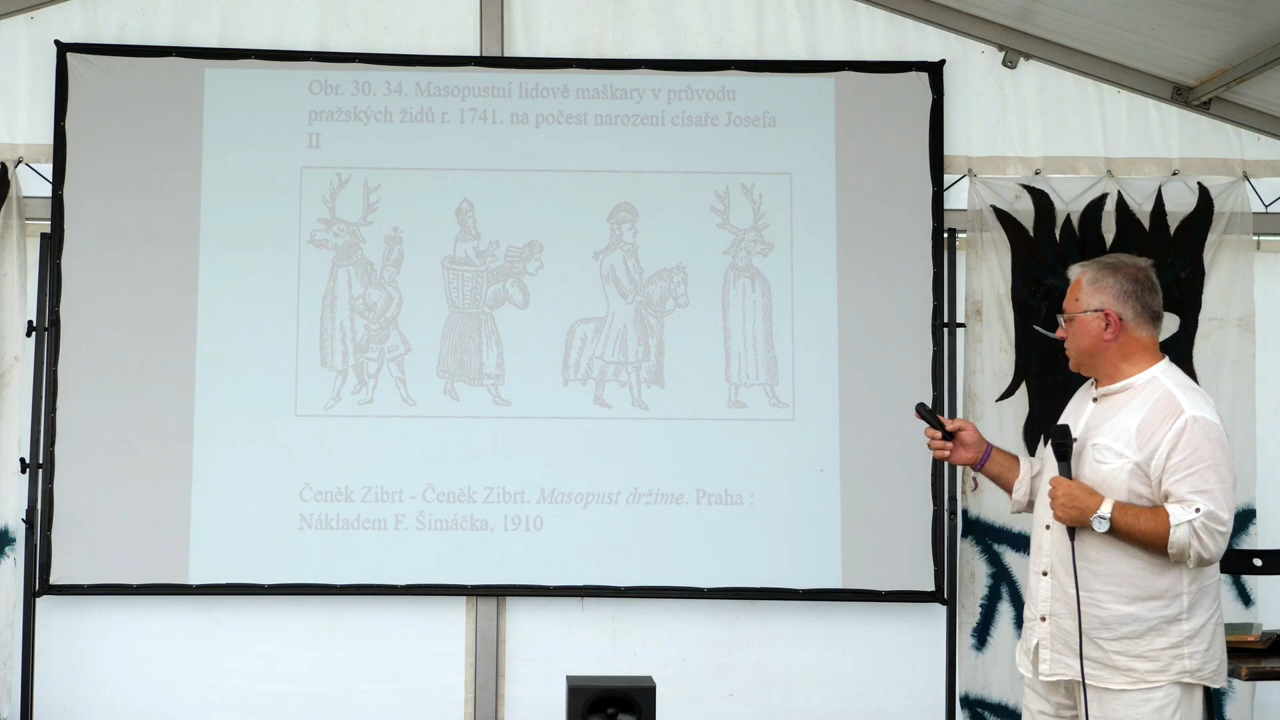 Obr. 30. 34. Masopustní lidově maškary v průvodu
pražských židů r. 1741. na počest narození císaře Josefa
II
Čeněk Zibrt - Čeněk Zibrt. Masopust držíme. Praha :
Nákladem F. Šimáčka, 1910